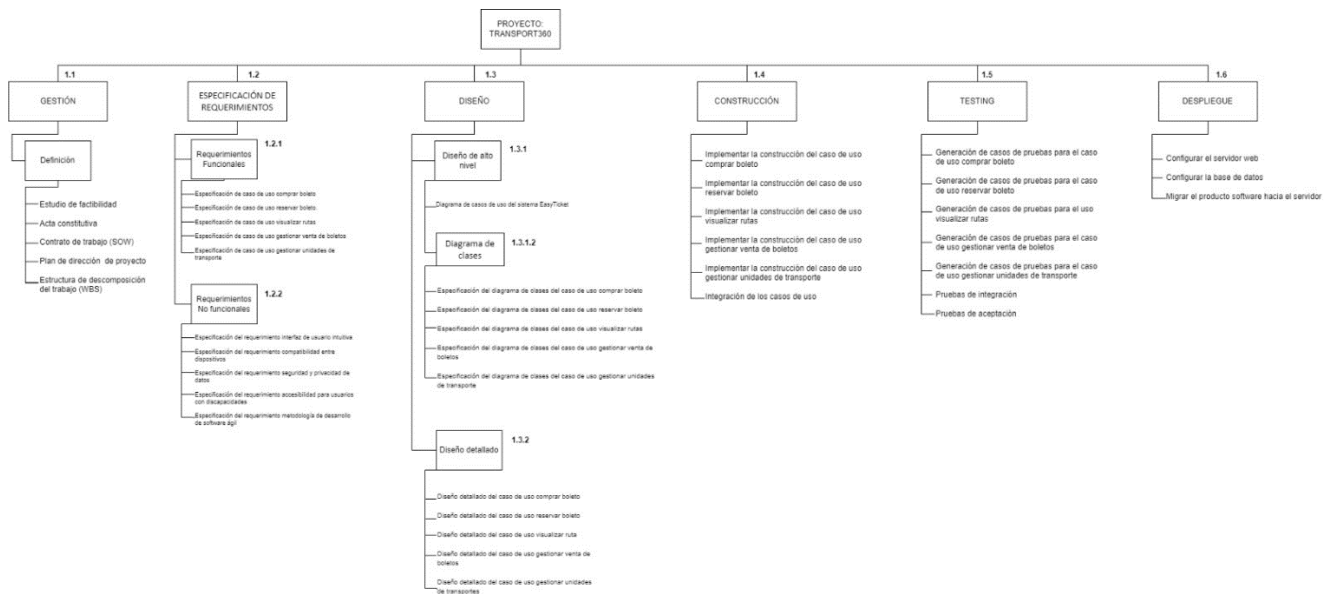 PROYECTO:
TRANSPORT360
1.1
GESTIÓN
Definición
Estudio de factibilidad
Acta constitutiva
Contrato de trabajo (SOW)
Plan de dirección de proyecto
Estructura de descomposición
del trabajo (WBS)
1.2
ESPECIFICACIÓN DE
REQUERIMIENTOS
1.2.1
Requerimientos
Funcionales
Especificación de caso de uso comprar boleto
Especificación de caso de uso reservar boleto.
Especificación de caso de uso visualizar rutas
Especificación de caso de uso gestionar venta de boletos
Especificación de caso de uso gestionar unidades de
transporte
1.2.2
Requerimientos
No funcionales
Especificación del requerimiento interfaz de usuario intuitiva
Especificación del requerimiento compatibilidad entre
dispositivos
Especificación del requerimiento seguridad y privacidad de
datos
Especificación del requerimiento accesibilidad para usuarios
con discapacidades
Especificación del requerimiento metodología de desarrollo
de software ágil
1.3
DISEÑO
1.3.1
Diseño de alto
nivel
Diagrama de casos de uso del sistema EasyTicket
1.3.1.2
Diagrama de
clases
Especificación del diagrama de clases del caso de uso comprar boleto
Especificación del diagrama de clases del caso de uso reservar boleto
Especificación del diagrama de clases del caso de uso visualizar rutas
Especificación del diagrama de clases del caso de uso gestionar venta de
boletos
Especificación del diagrama de clases del caso de uso gestionar unidades
de transporte
1.3.2
Diseño detallado
Diseño detallado del caso de uso comprar boleto
Diseño detallado del caso de uso reservar boleto
Diseño detallado del caso de uso visualizar ruta
Diseño detallado del caso de uso gestionar venta de
boletos
Diseño detallado del caso de uso gestionar unidades
de transportes
1.4
CONSTRUCCIÓN
Implementar la construcción del caso de uso
comprar boleto
Implementar la construcción del caso de uso
reservar boleto
Implementar la construcción del caso de uso
visualizar rutas
Implementar la construcción del caso de uso
gestionar venta de boletos
Implementar la construcción del caso de uso
gestionar unidades de transporte
Integración de los casos de uso
1.5
TESTING
Generación de casos de pruebas para el caso
de uso comprar boleto
Generación de casos de pruebas para el caso
de uso reservar boleto
Generación de casos de pruebas para el uso
visualizar rutas
Generación de casos de pruebas para el caso
de uso gestionar venta de boletos
Generación de casos de pruebas para el caso
de uso gestionar unidades de transporte
Pruebas de integración
Pruebas de aceptación
1.6
DESPLIEGUE
Configurar el servidor web
Configurar la base de datos
Migrar el producto software hacia el servidor